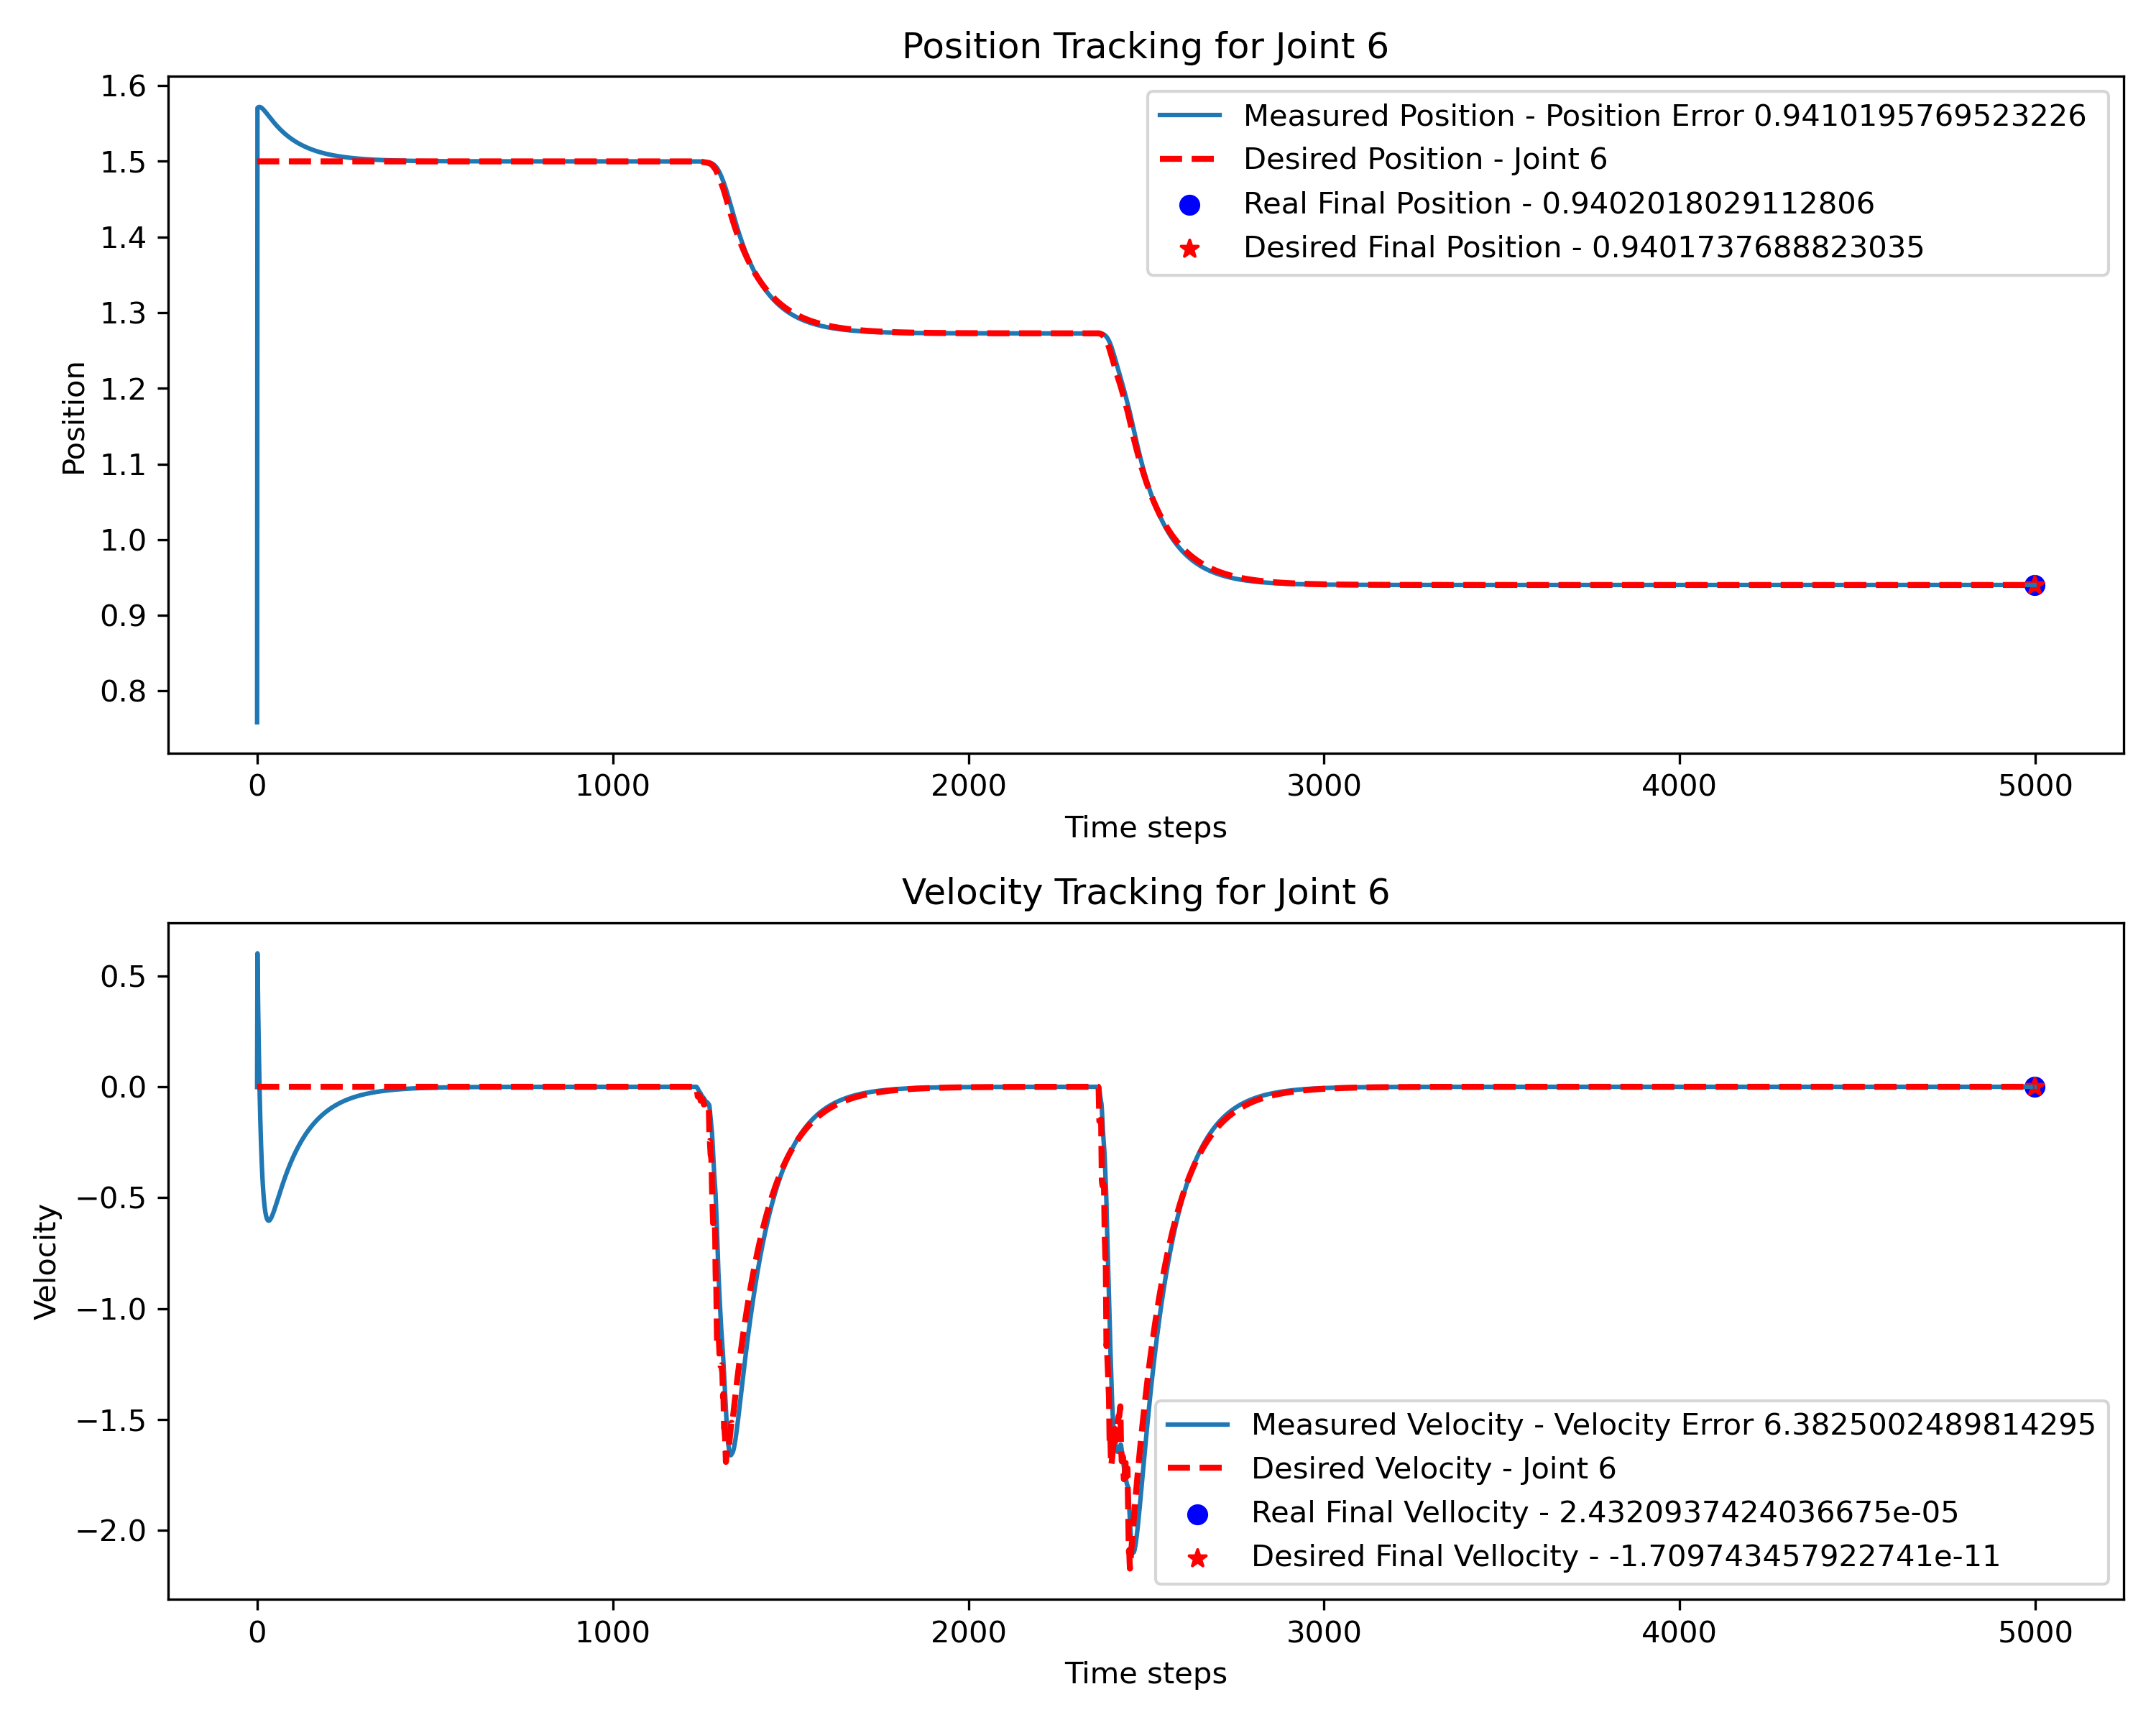 Position Tracking for Joint 6
1.6
1.5
1.4
1.3
1.2
1.1
1.0
0.9
0.8
Position
Measured Position - Position Error 0.9410195769523226
Desired Position - Joint 6
Real Final Position - 0.9402018029112806
Desired Final Position - 0.9401737688823035
0 1000 2000 3000 4000 5000
Time steps
Velocity Tracking for Joint 6
0.5
0.0
−0.5
−1.0
−1.5
−2.0
Velocity
Measured Velocity - Velocity Error 6.3825002489814295
Desired Velocity - Joint 6
Real Final Vellocity - 2.4320937424036675e-05
Desired Final Vellocity - -1.709743457922741e-11
0 1000 2000 3000 4000 5000
Time steps